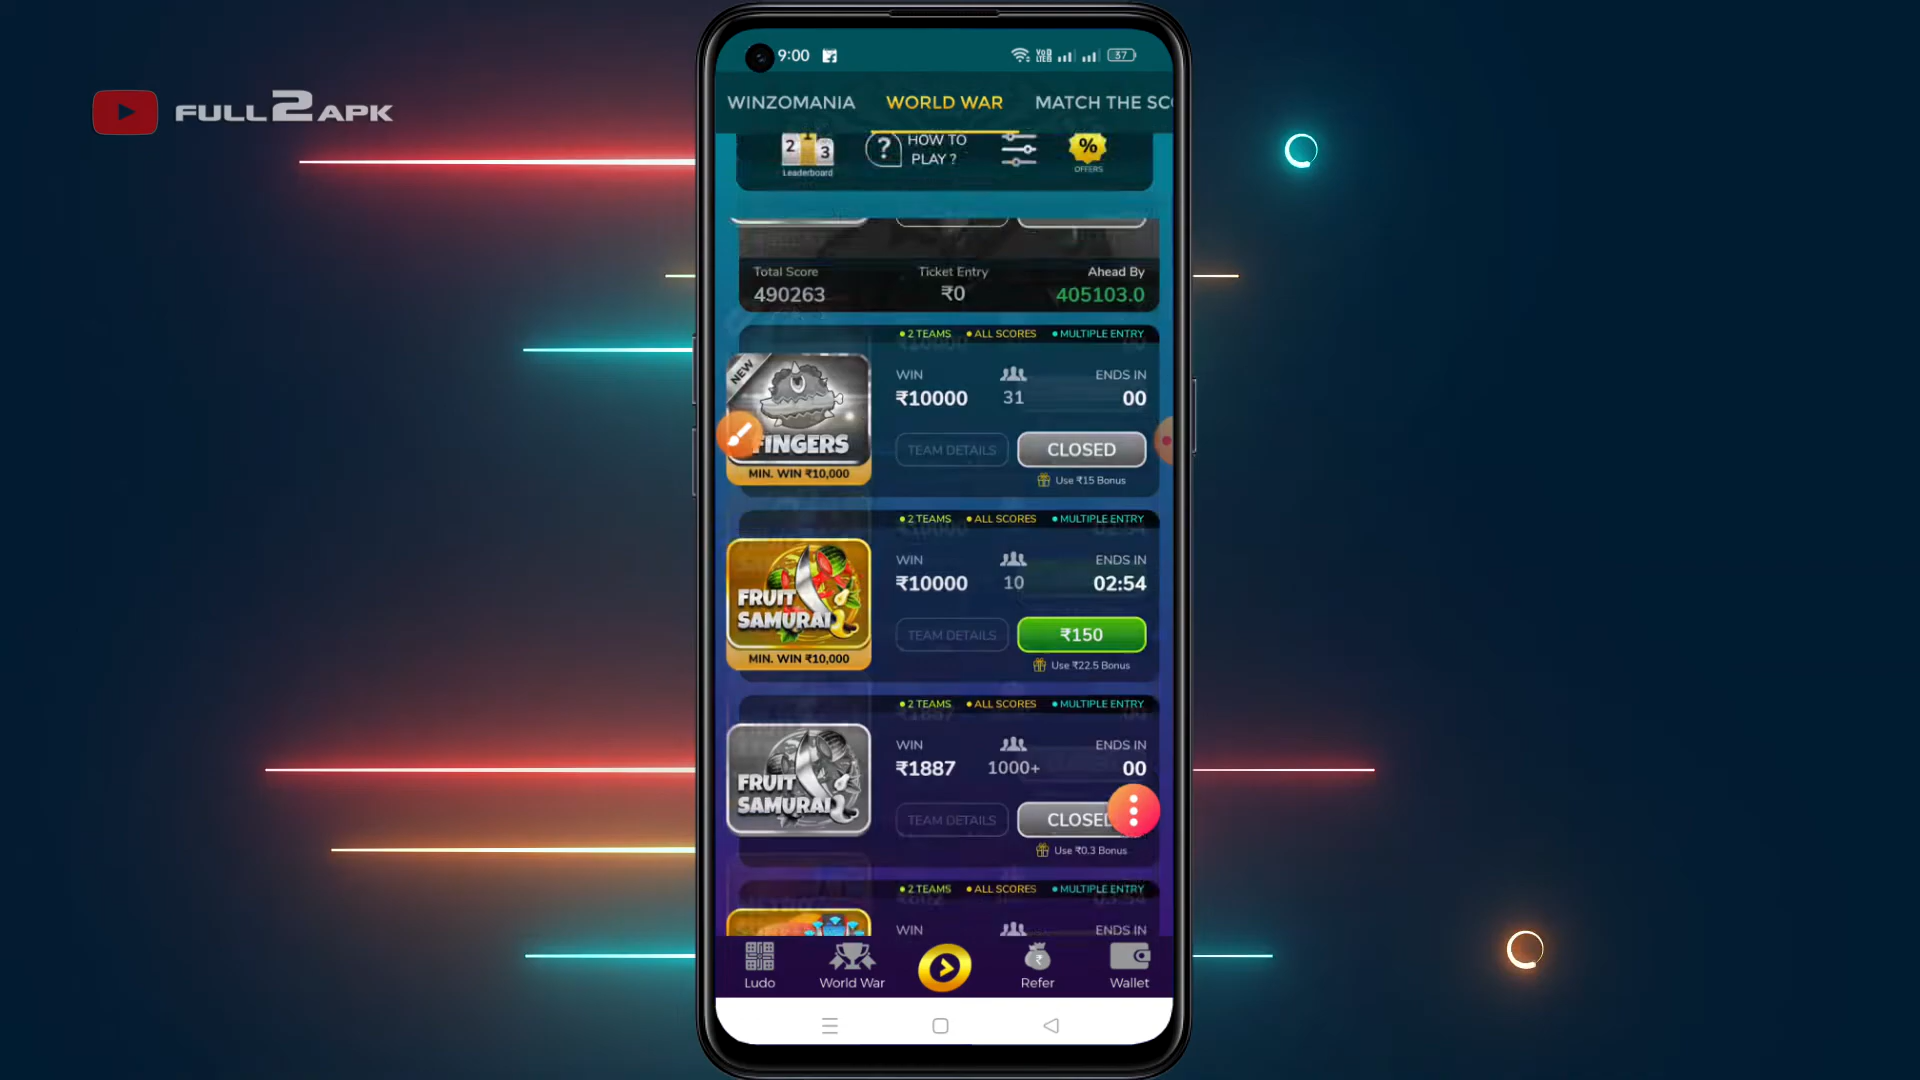 FULL2APK
9:00
VoD
LTE
37
WINZOMANIA WORLD WAR MATCH THE SC
2 1 3
Leaderboard
? HOW TO PLAY ?
%
OFFERS
Total Score Ticket Entry Ahead By
490263 ₹0 405103.0
2 TEAMS ALL SCORES MULTIPLE ENTRY
NEW
FINGERS
MIN. WIN ₹10,000
WIN ENDS IN
₹10000 31 00
TEAM DETAILS CLOSED
Use ₹15 Bonus
2 TEAMS ALL SCORES MULTIPLE ENTRY
FRUIT
SAMURAI
MIN. WIN ₹10,000
WIN ENDS IN
₹10000 10 02:54
TEAM DETAILS ₹150
Use ₹22.5 Bonus
2 TEAMS ALL SCORES MULTIPLE ENTRY
FRUIT
SAMURAI
WIN ENDS IN
₹1887 1000+ 00
TEAM DETAILS CLOSED
Use ₹0.3 Bonus
2 TEAMS ALL SCORES MULTIPLE ENTRY
WIN ENDS IN
Ludo World War Refer Wallet